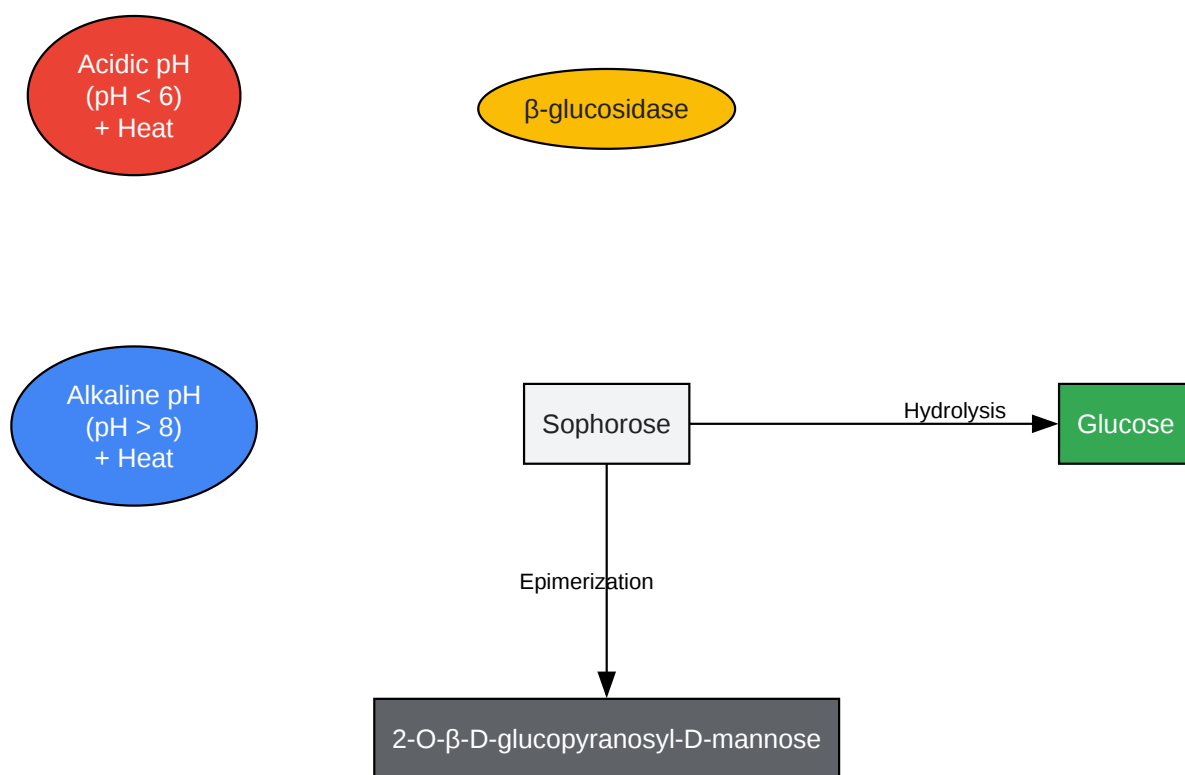 Acidic pH
(pH < 6)
+ Heat
β-glucosidase
Alkaline pH
(pH > 8)
+ Heat
Sophorose
Hydrolysis
Glucose
Epimerization
2-O-β-D-glucopyranosyl-D-mannose